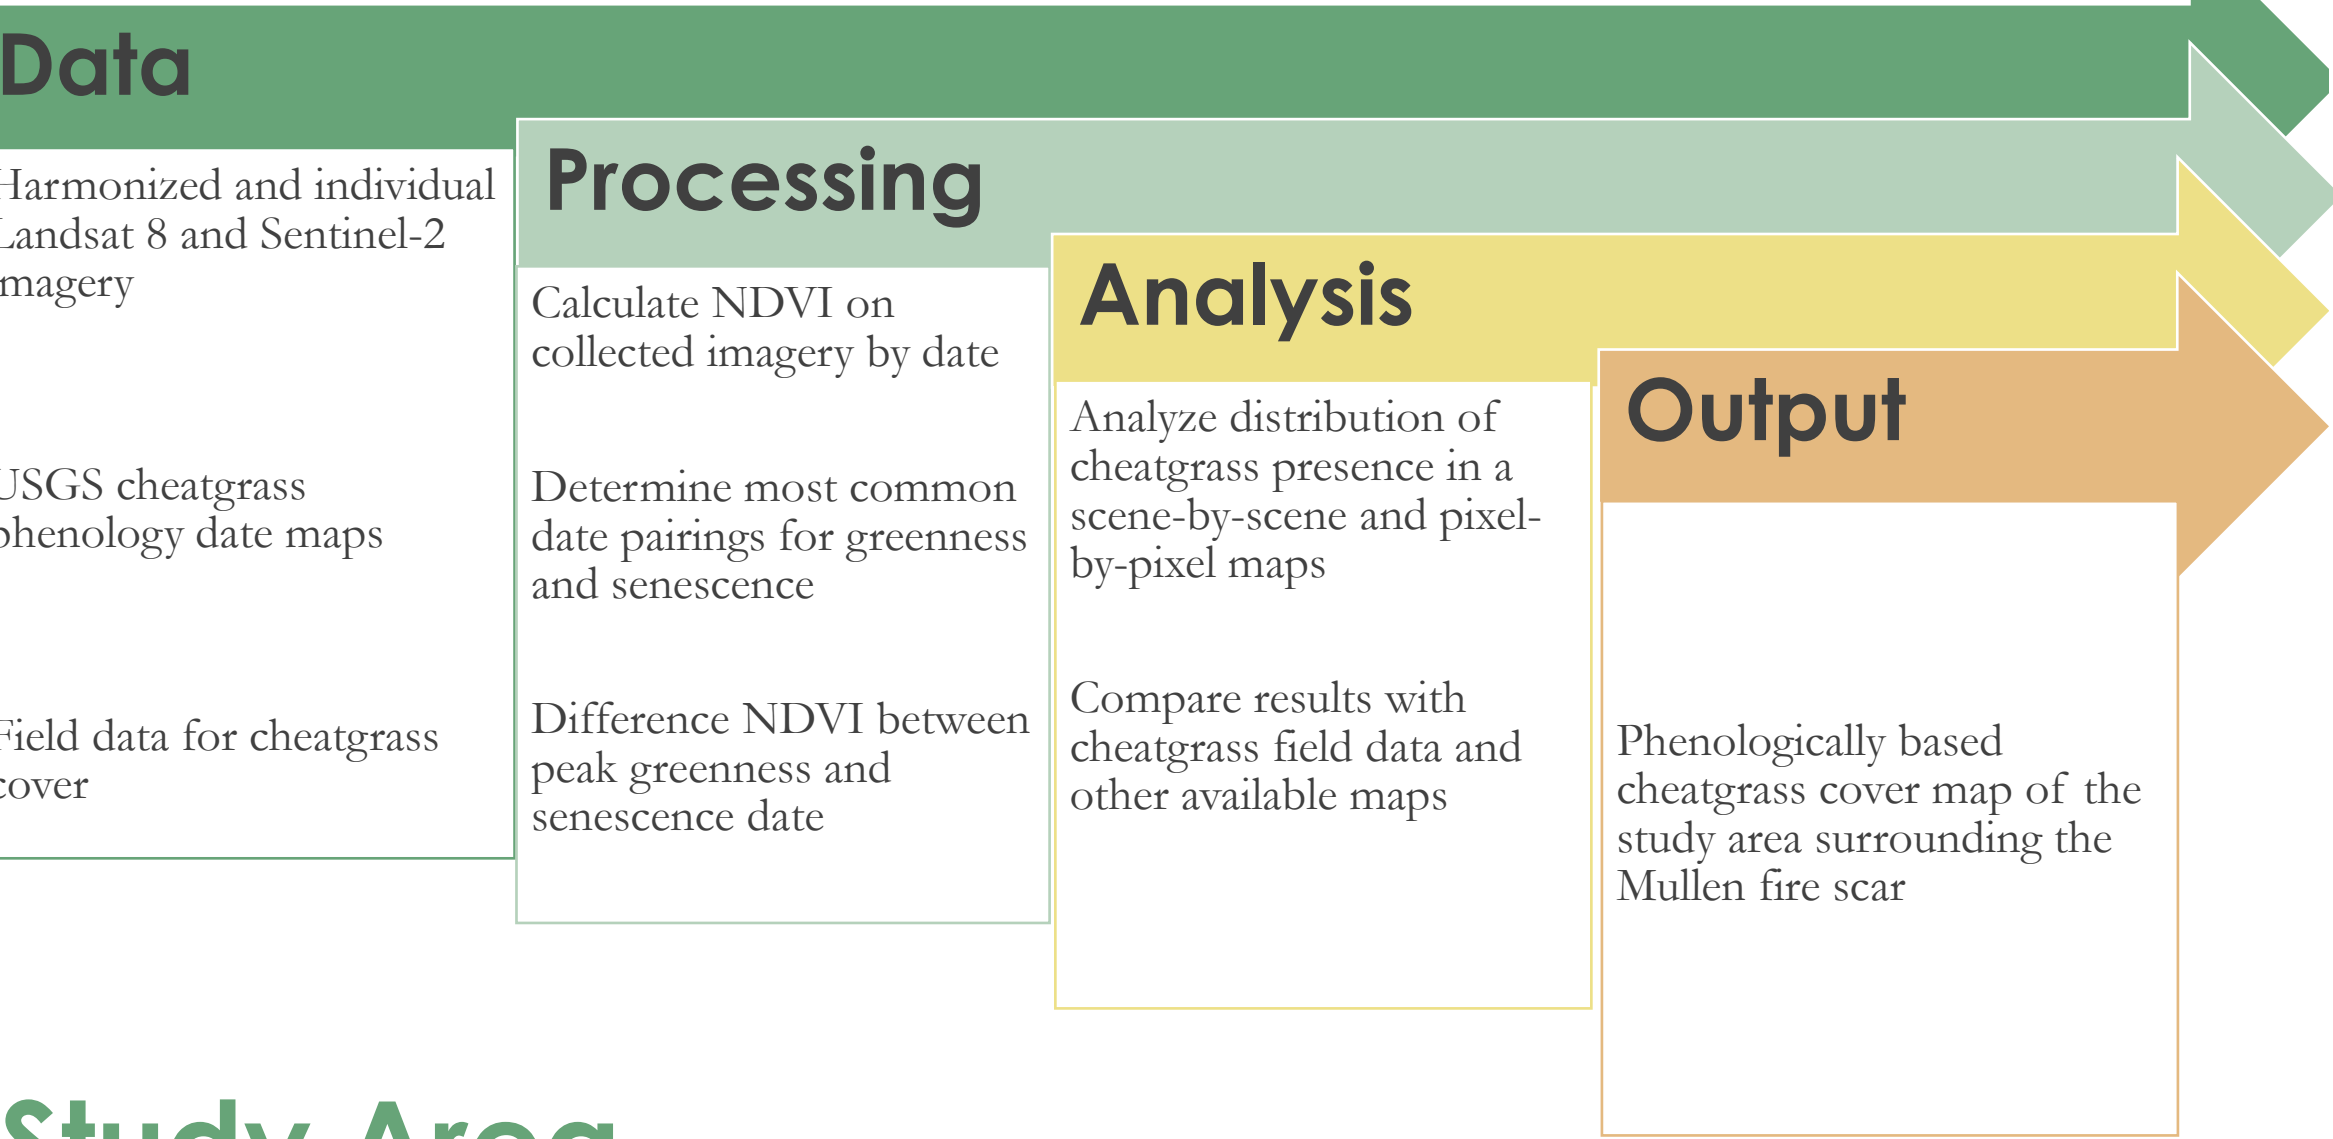 Data
Harmonized and individual
Landsat 8 and Sentinel-2
imagery
USGS cheatgrass
phenology date maps
Field data for cheatgrass
cover
Processing
Calculate NDVI on
collected imagery by date
Determine most common
date pairings for greenness
and senescence
Difference NDVI between
peak greenness and
senescence date
Analysis
Analyze distribution of
cheatgrass presence in a
scene-by-scene and pixel-
by-pixel maps
Compare results with
cheatgrass field data and
other available maps
Output
Phenologically based
cheatgrass cover map of the
study area surrounding the
Mullen fire scar
Study Area